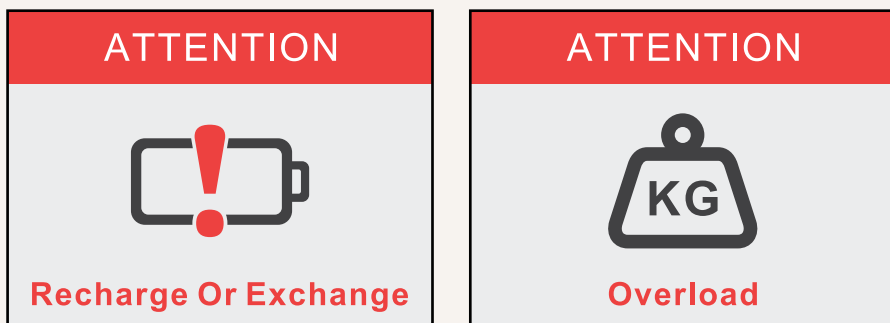 ATTENTION
Recharge Or Exchange
ATTENTION
KG
Overload